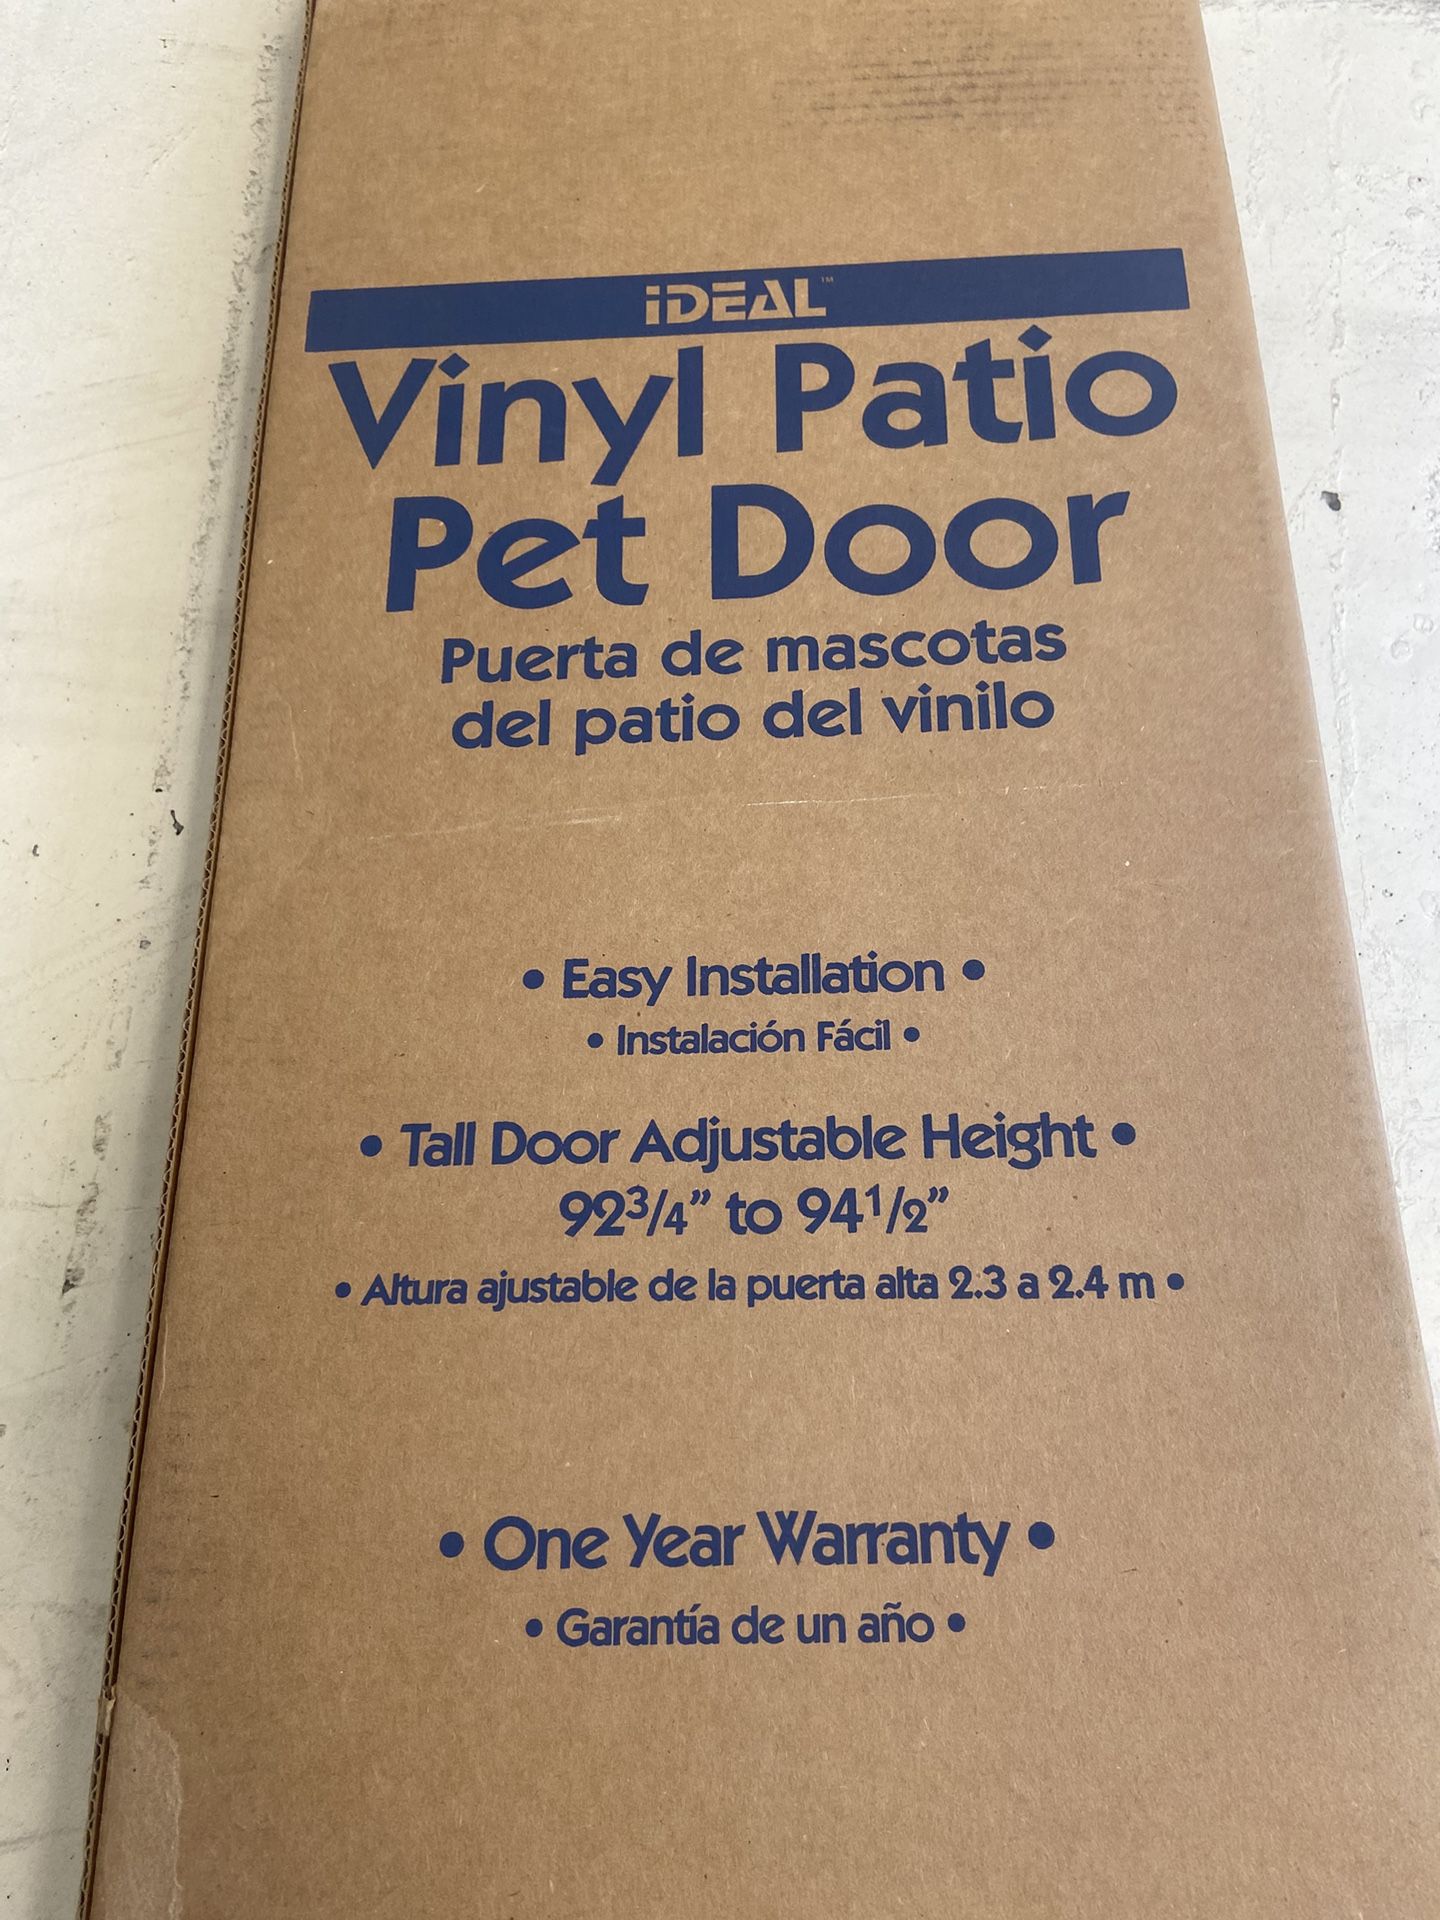 iDEAL™
Vinyl Patio
Pet Door
Puerta de mascotas
del patio del vinilo
• Easy Installation •
• Instalación Fácil •
• Tall Door Adjustable Height •
92 3/4” to 94 1/2”
• Altura ajustable de la puerta alta 2.3 a 2.4 m •
• One Year Warranty •
• Garantía de un año •